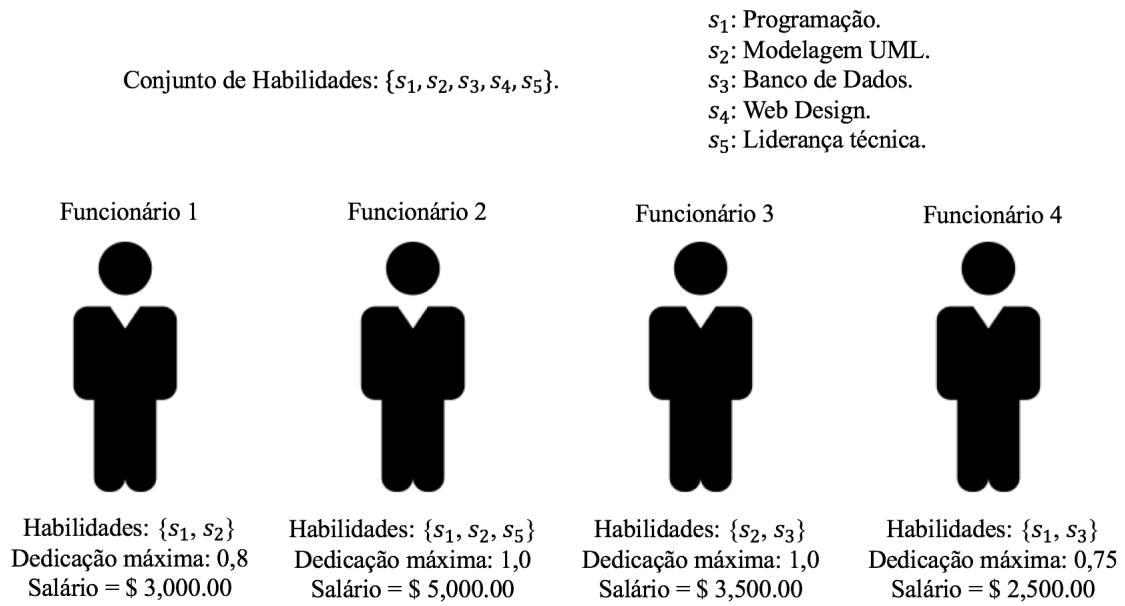 s₁: Programação.
s₂: Modelagem UML.
Conjunto de Habilidades: {s₁, s₂, s₃, s₄, s₅}.
s₃: Banco de Dados.
s₄: Web Design.
s₅: Liderança técnica.
Funcionário 1
Funcionário 2
Funcionário 3
Funcionário 4
Habilidades: {s₁, s₂}
Dedicação máxima: 0,8
Salário = $ 3,000.00
Habilidades: {s₁, s₂, s₅}
Dedicação máxima: 1,0
Salário = $ 5,000.00
Habilidades: {s₂, s₃}
Dedicação máxima: 1,0
Salário = $ 3,500.00
Habilidades: {s₁, s₃}
Dedicação máxima: 0,75
Salário = $ 2,500.00